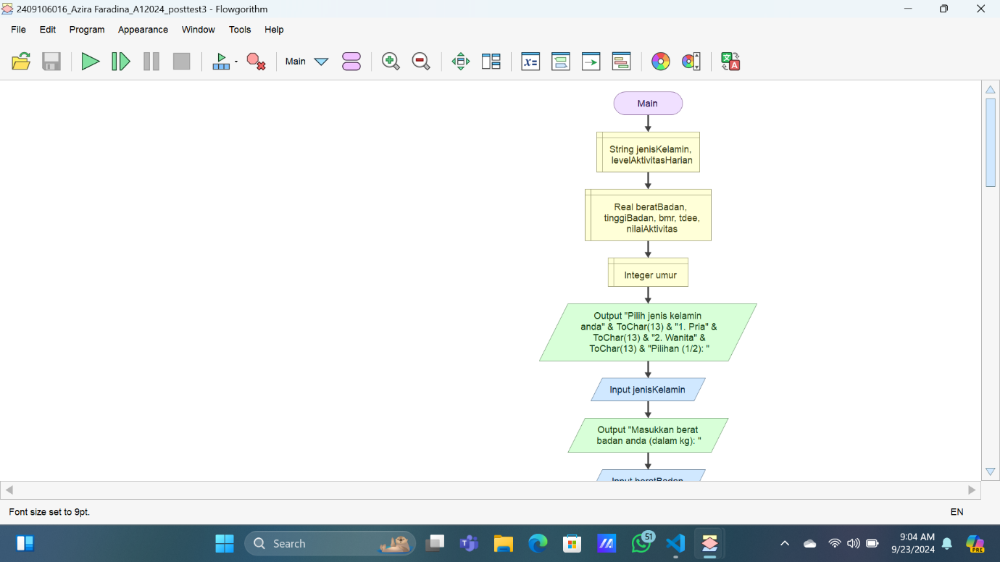 2409106016_Azira Faradina_A12024_posttest3 - Flowgorithm
File Edit Program Appearance Window Tools Help
Main
x=
文
A
Main
String jenisKelamin,
levelAktivitasHarian
Real beratBadan,
tinggiBadan, bmr, tdee,
nilaiAktivitas
Integer umur
Output "Pilih jenis kelamin
anda" & ToChar(13) & "1. Pria" &
ToChar(13) & "2. Wanita" &
ToChar(13) & "Pilihan (1/2): "
Input jenisKelamin
Output "Masukkan berat
badan anda (dalam kg): "
Input beratBadan
Font size set to 9pt.
EN
Search
51
9:04 AM
9/23/2024
PRE